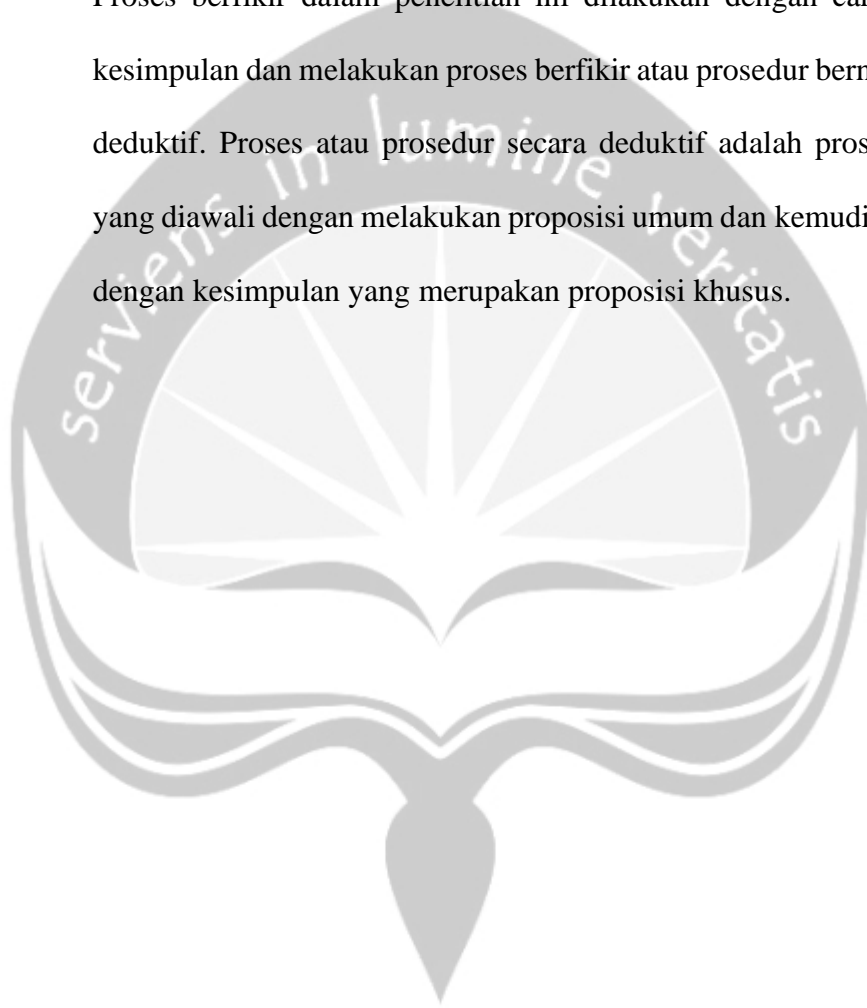 Proses berfikir dalam penelitian ini dilakukan dengan
kesimpulan dan melakukan proses berfikir atau prosedur
deduktif. Proses atau prosedur secara deduktif adalah
yang diawali dengan melakukan proposisi umum dan
dengan kesimpulan yang merupakan proposisi khusus.
serviens in lumine veritatis